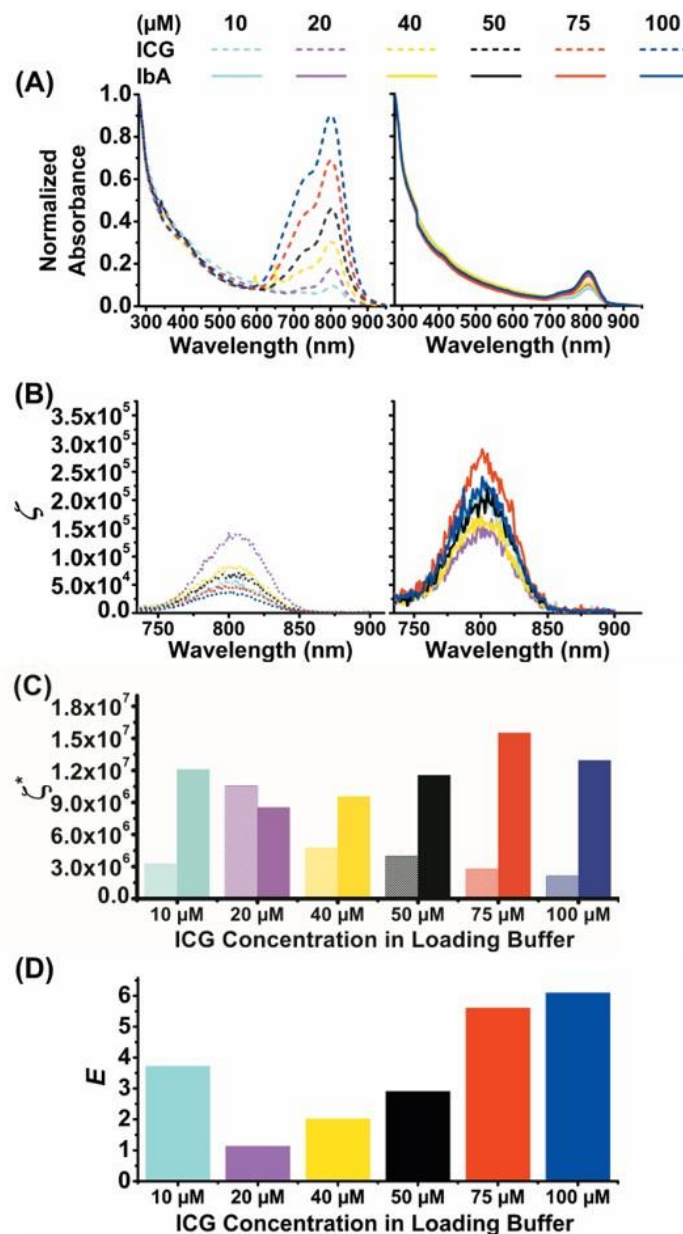 (µM) 10 20 40 50 75 100
ICG
IbA
(A)
Normalized
Absorbance
1.0
0.8
0.6
0.4
0.2
0.0
300 400 500 600 700 800 900
300 400 500 600 700 800 900
Wavelength (nm)
Wavelength (nm)
(B)
ζ
3.5x10⁵
3.0x10⁵
2.5x10⁵
2.0x10⁵
1.5x10⁵
1.0x10⁵
5.0x10⁴
0.0
750 800 850 900
750 800 850 900
Wavelength (nm)
Wavelength (nm)
(C)
ζ*
1.8x10⁷
1.5x10⁷
1.2x10⁷
9.0x10⁶
6.0x10⁶
3.0x10⁶
0.0
10 µM 20 µM 40 µM 50 µM 75 µM 100 µM
ICG Concentration in Loading Buffer
(D)
E
6
5
4
3
2
1
0
10 µM 20 µM 40 µM 50 µM 75 µM 100 µM
ICG Concentration in Loading Buffer